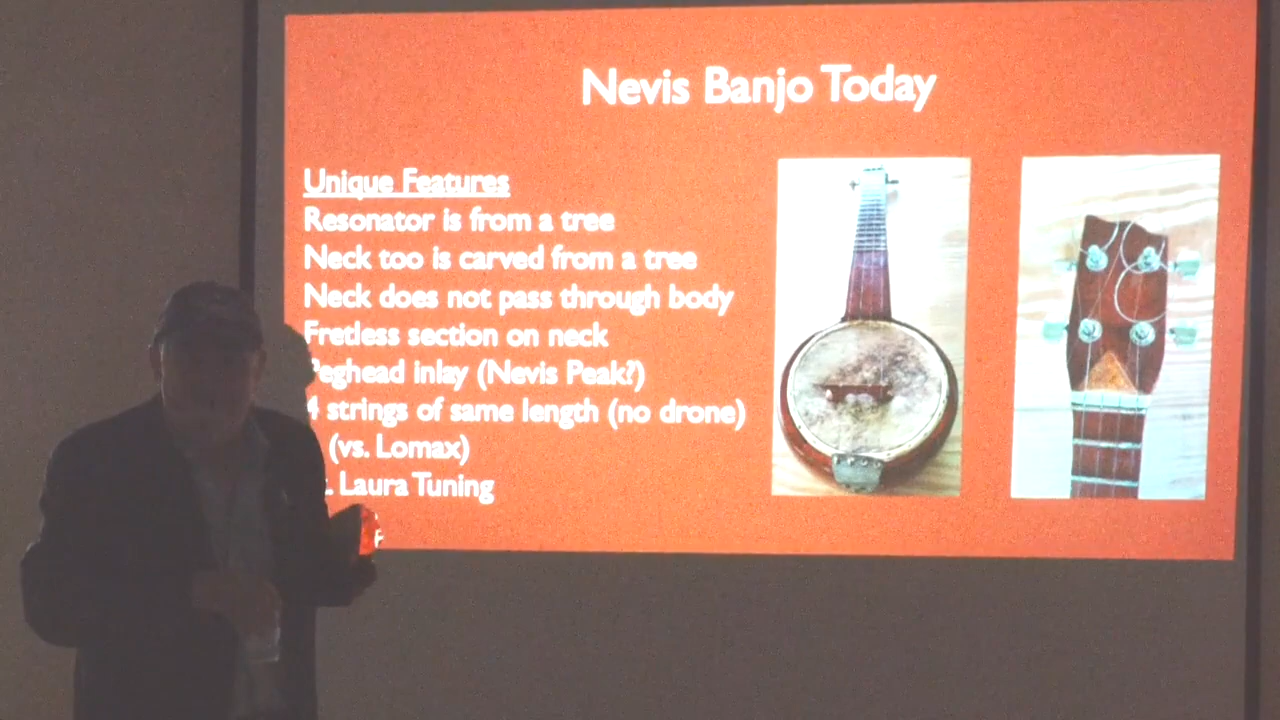 Nevis Banjo Today
Unique Features
Resonator is from a tree
Neck too is carved from a tree
Neck does not pass through body
Fretless section on neck
Peghead inlay (Nevis Peak?)
4 strings of same length (no drone)
(vs. Lomax)
Laura Tuning